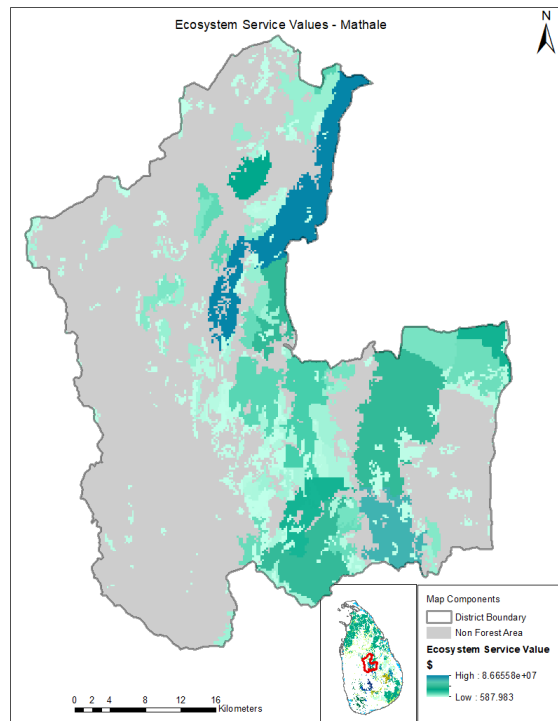 Ecosystem Service Values - Mathale
N
0 2 4 8 12 16
Kilometers
Map Components
District Boundary
Non Forest Area
Ecosystem Service Value
$
High : 8.66558e+07
Low : 587.983